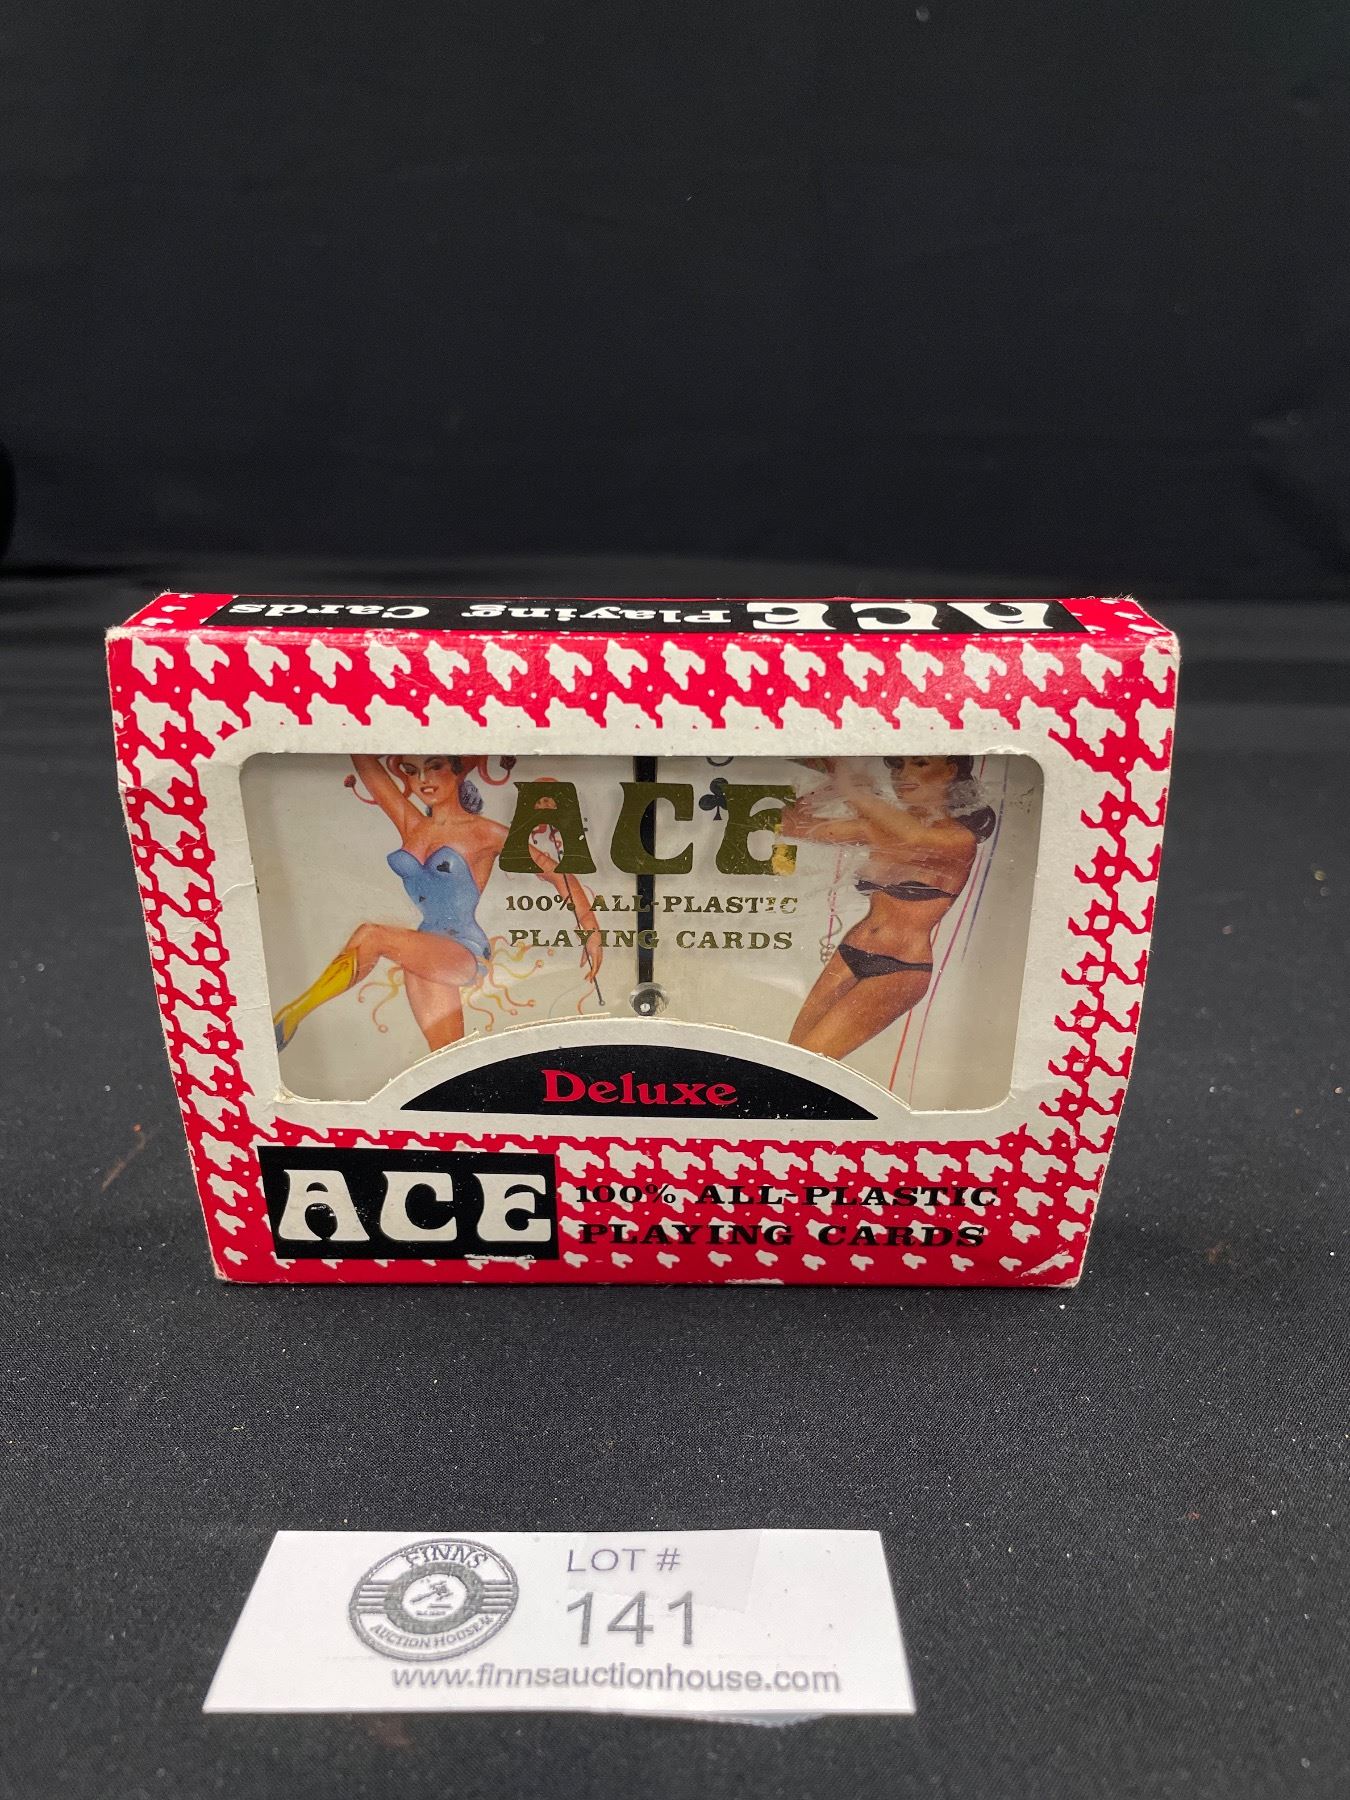 ACE Playing Cards
ACE
100% ALL-PLASTIC
PLAYING CARDS
Deluxe
ACE
100% ALL-PLASTIC
PLAYING CARDS
FINNS
AUCTION HOUSE
LOT #
141
www.finnsauctionhouse.com